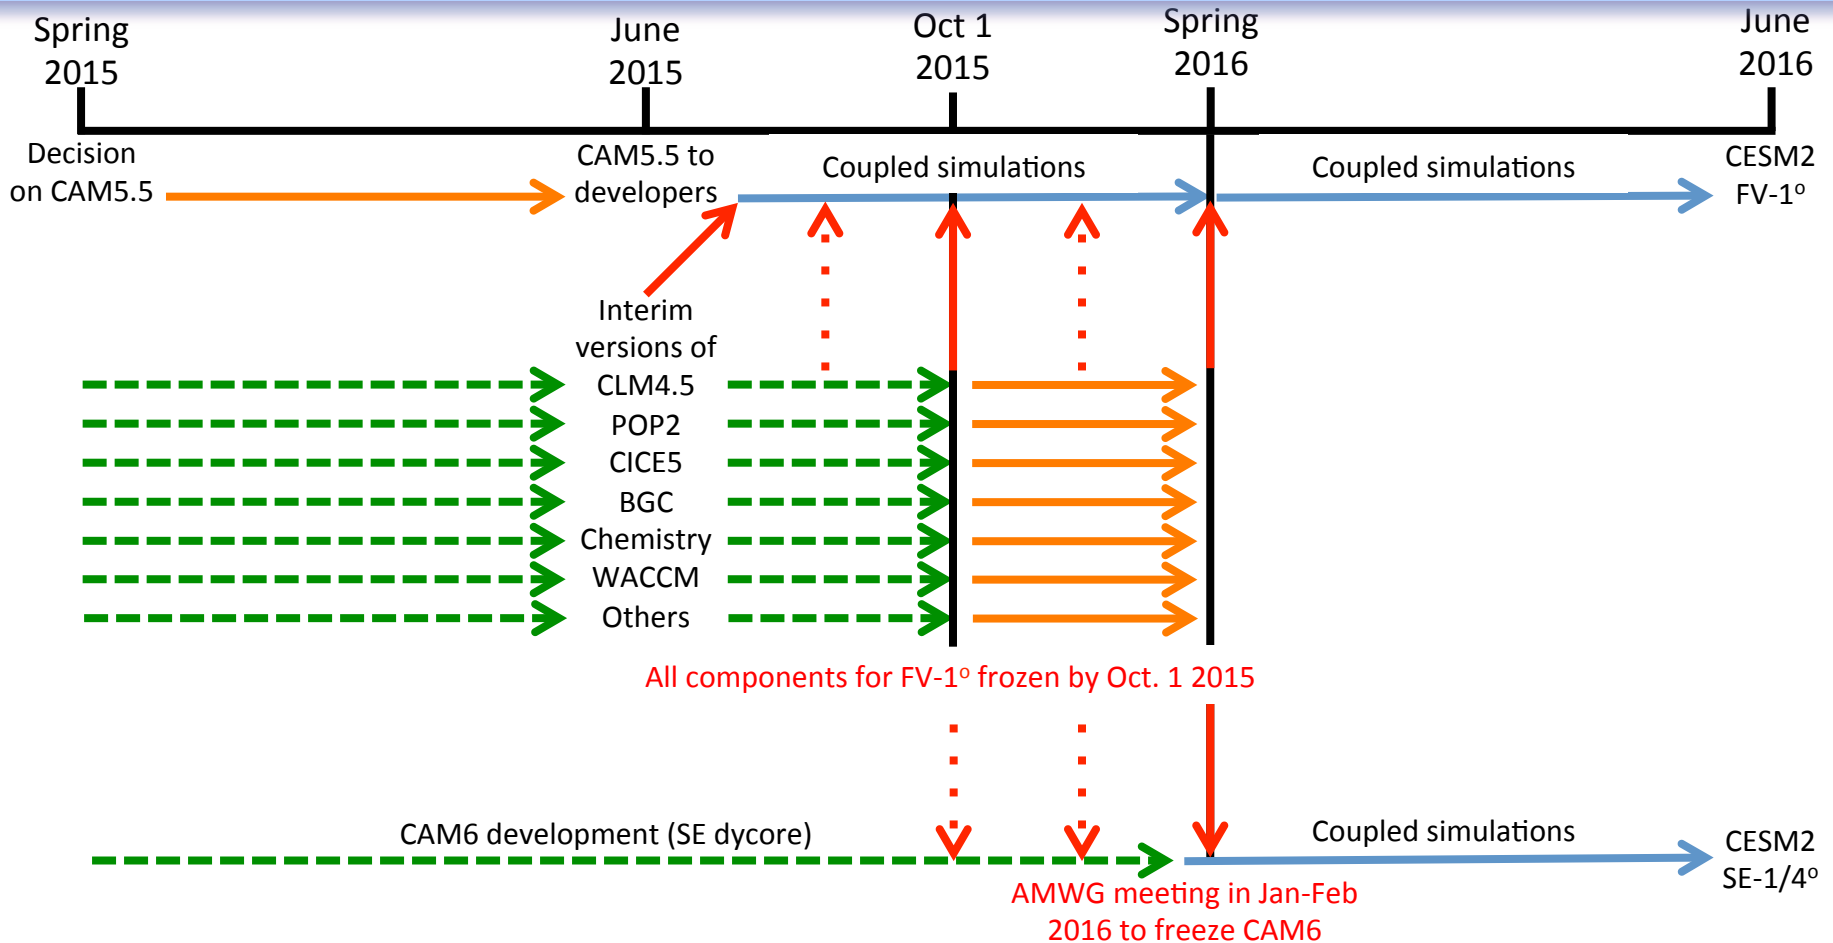 Spring
2015
June
2015
Oct 1
2015
Spring
2016
June
2016
Decision
on CAM5.5
CAM5.5 to
developers
Coupled simulations
Coupled simulations
CESM2
FV-1º
Interim
versions of
CLM4.5
POP2
CICE5
BGC
Chemistry
WACCM
Others
All components for FV-1º frozen by Oct. 1 2015
CAM6 development (SE dycore)
Coupled simulations
CESM2
SE-1/4º
AMWG meeting in Jan-Feb
2016 to freeze CAM6